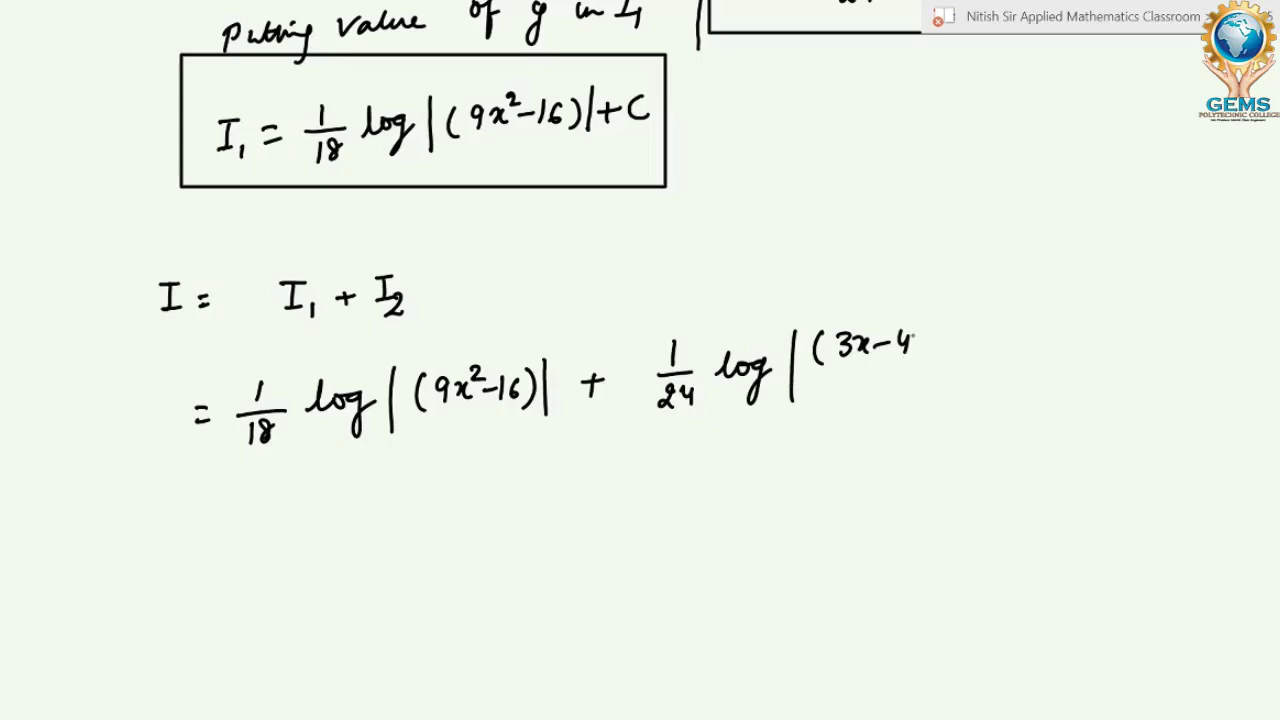 Putting value of y in I₁
Nitish Sir Applied Mathematics Classroom
GEMS
POLYTECHNIC COLLEGE
I₁ = 1/18 log|(9x²-16)|+C
I = I₁ + I₂
= 1/18 log|(9x²-16)| + 1/24 log|(3x-4